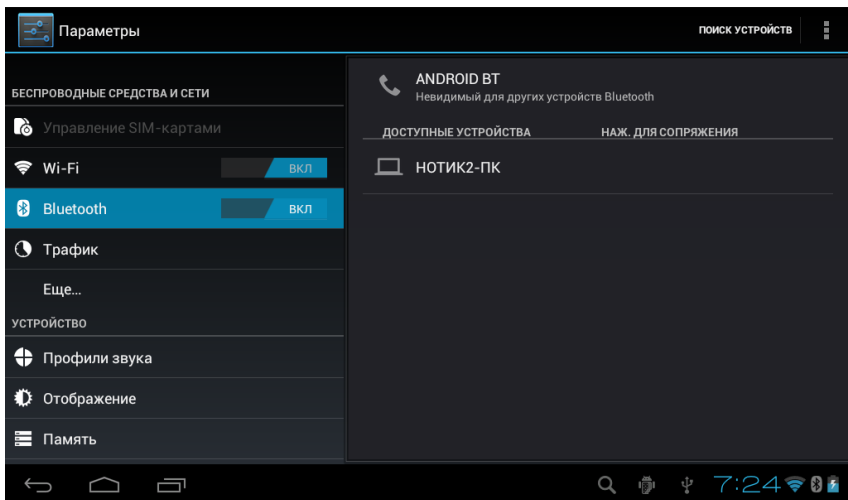 Параметры
ПОИСК УСТРОЙСТВ
БЕСПРОВОДНЫЕ СРЕДСТВА И СЕТИ
Управление SIM-картами
Wi-Fi ВКЛ
Bluetooth ВКЛ
Трафик
Еще...
УСТРОЙСТВО
Профили звука
Отображение
Память
ANDROID BT
Невидимый для других устройств Bluetooth
ДОСТУПНЫЕ УСТРОЙСТВА НАЖ. ДЛЯ СОПРЯЖЕНИЯ
НОТИК2-ПК
7:24